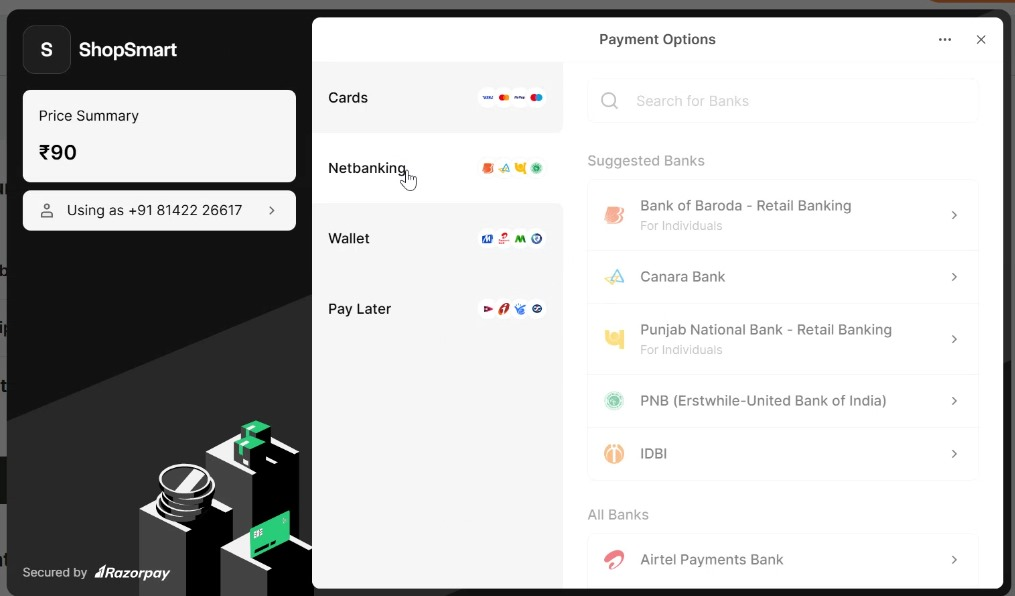 S
ShopSmart
Price Summary
₹90
Using as +91 81422 26617
Secured by Razorpay
Payment Options
Cards
Netbanking
Wallet
Pay Later
Search for Banks
Suggested Banks
Bank of Baroda - Retail Banking
For Individuals
Canara Bank
Punjab National Bank - Retail Banking
For Individuals
PNB (Erstwhile-United Bank of India)
IDBI
All Banks
Airtel Payments Bank